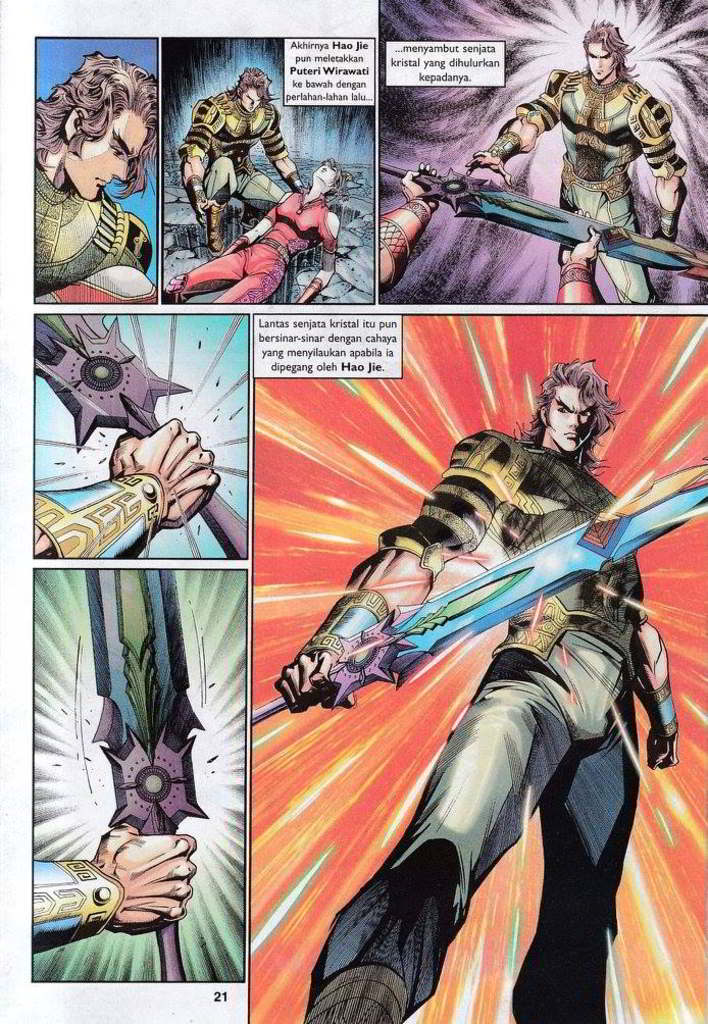 Akhirnya Hao Jie
pun meletakkan
Puteri Wirawati
ke bawah dengan
perlahan-lahan lalu...
...menyambut senjata
kristal yang dihulurkan
kepadanya.
Lantas senjata kristal itu pun
bersinar-sinar dengan cahaya
yang menyilaukan apabila ia
dipegang oleh Hao Jie.
21